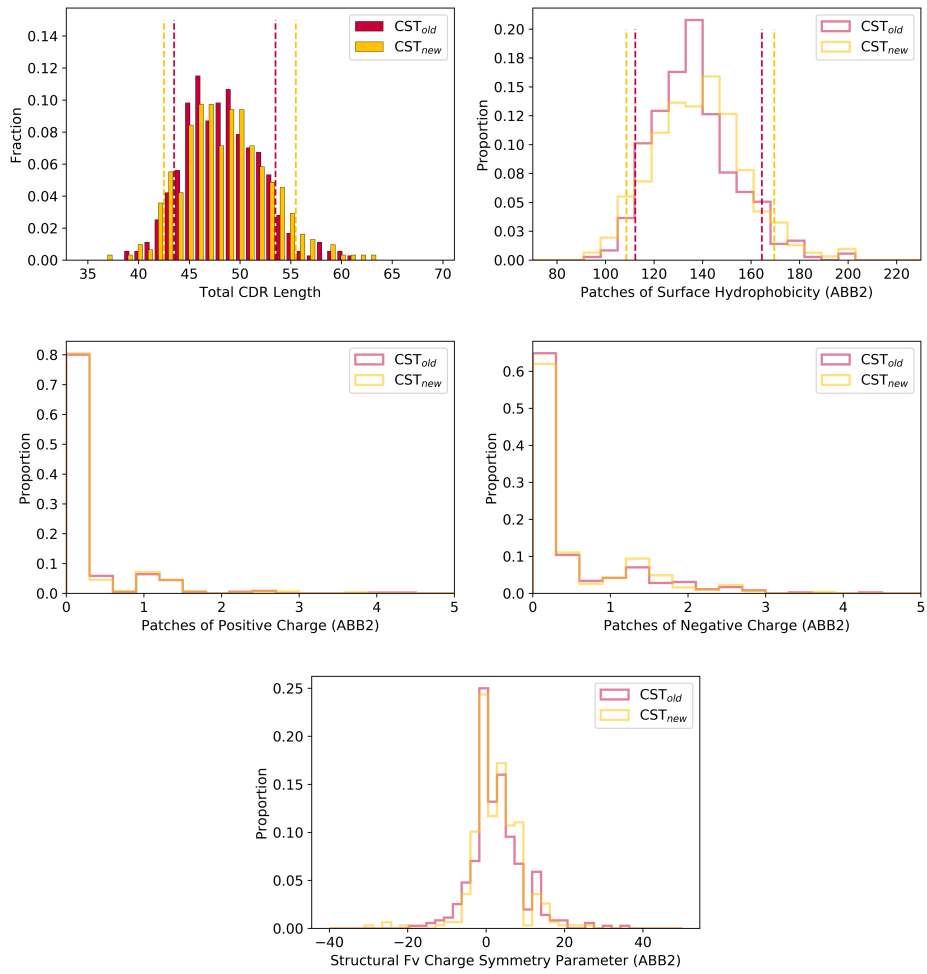 0.14
0.12
0.10
0.08
0.06
0.04
0.02
0.00
Fraction
35 40 45 50 55 60 65 70
Total CDR Length
CST_old
CST_new
0.20
0.18
0.15
0.12
0.10
0.08
0.05
0.03
0.00
Proportion
80 100 120 140 160 180 200 220
Patches of Surface Hydrophobicity (ABB2)
CST_old
CST_new
0.8
0.7
0.6
0.5
0.4
0.3
0.2
0.1
0.0
Proportion
0 1 2 3 4 5
Patches of Positive Charge (ABB2)
CST_old
CST_new
0.6
0.5
0.4
0.3
0.2
0.1
0.0
Proportion
0 1 2 3 4 5
Patches of Negative Charge (ABB2)
CST_old
CST_new
0.25
0.20
0.15
0.10
0.05
0.00
Proportion
−40 −20 0 20 40
Structural Fv Charge Symmetry Parameter (ABB2)
CST_old
CST_new